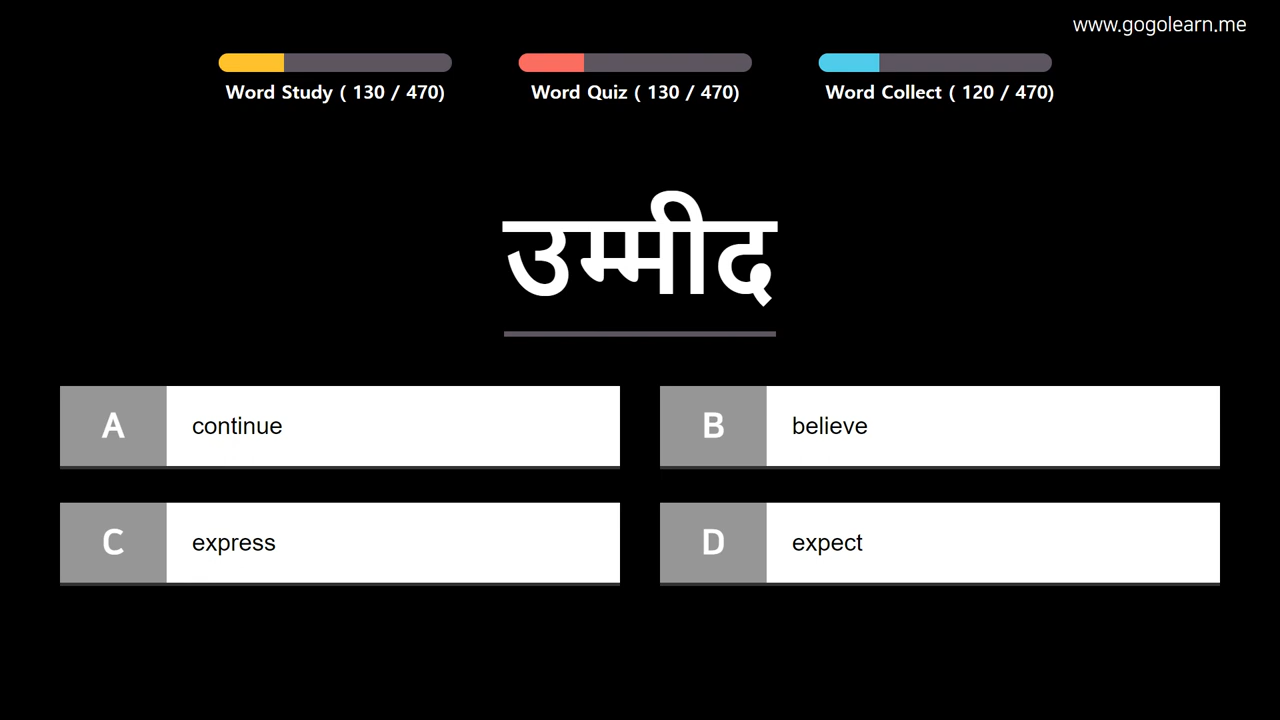 www.gogolearn.me
Word Study ( 130 / 470)
Word Quiz ( 130 / 470)
Word Collect ( 120 / 470)
उम्मीद
A continue
B believe
C express
D expect